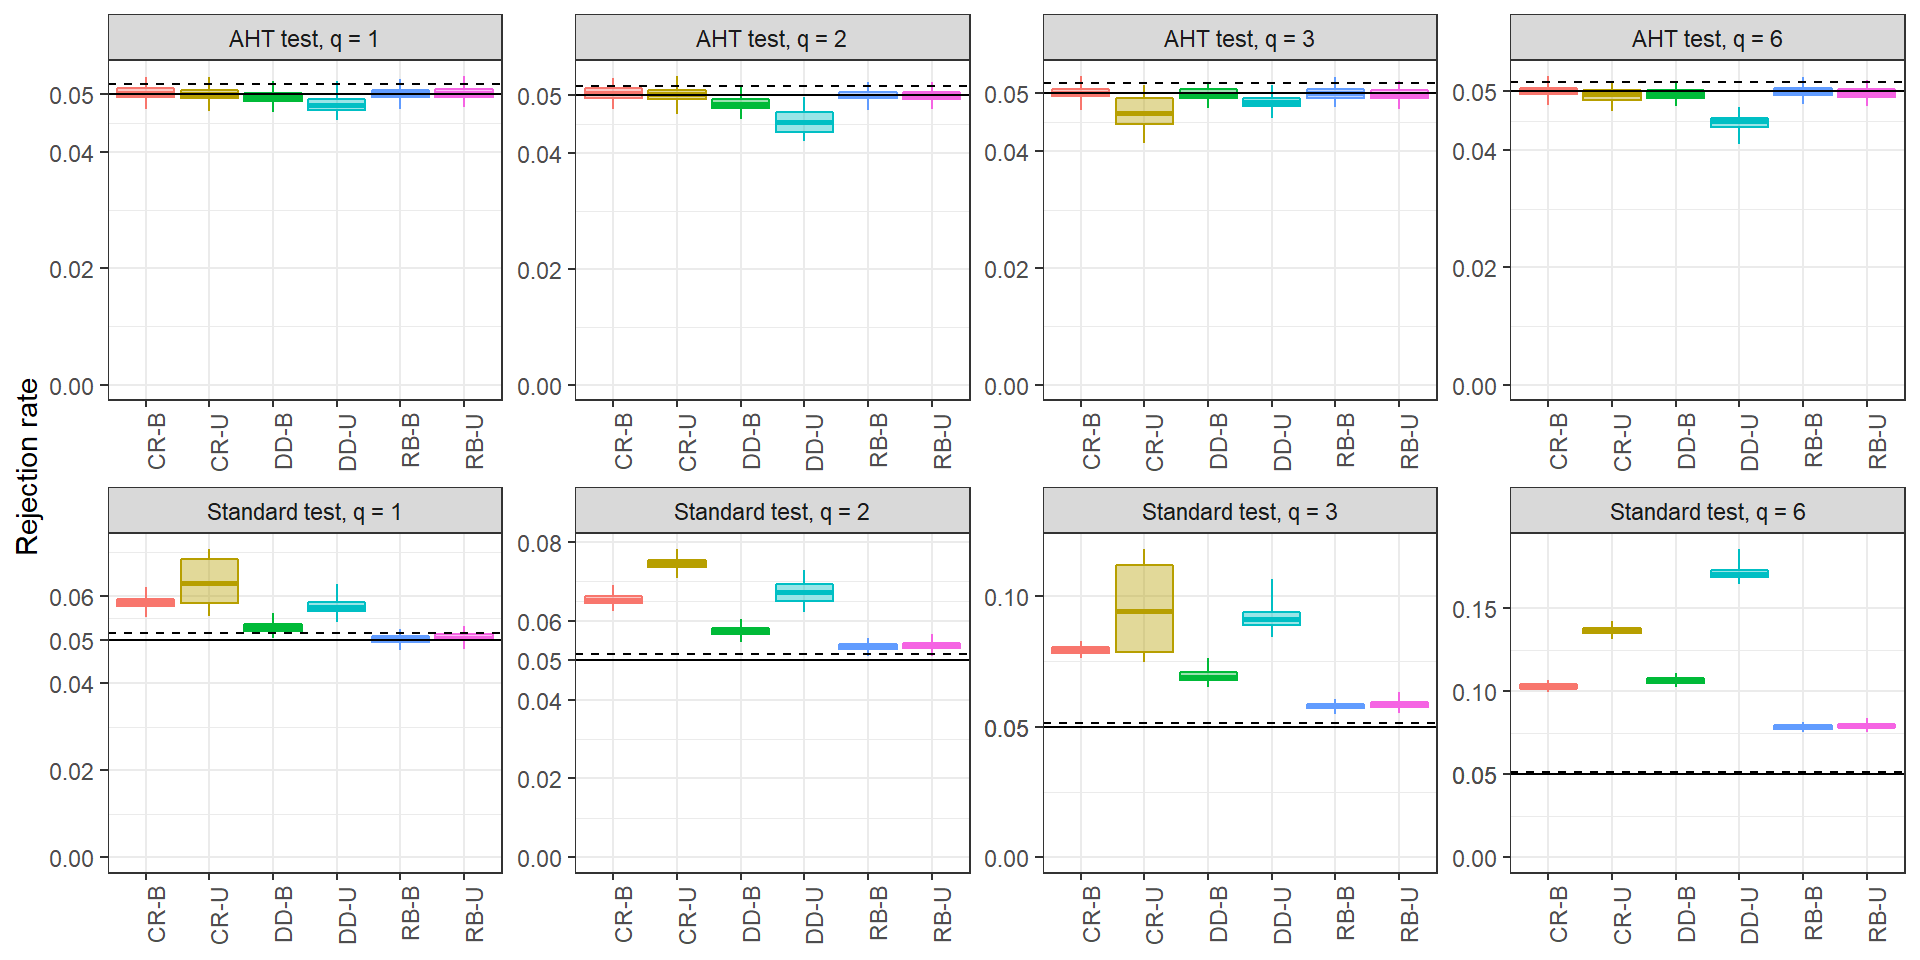 AHT test, q = 1
AHT test, q = 2
AHT test, q = 3
AHT test, q = 6
0.05
0.04
0.02
0.00
0.05
0.04
0.02
0.00
0.05
0.04
0.02
0.00
0.05
0.04
0.02
0.00
CR-B
CR-U
DD-B
DD-U
RB-B
RB-U
CR-B
CR-U
DD-B
DD-U
RB-B
RB-U
CR-B
CR-U
DD-B
DD-U
RB-B
RB-U
CR-B
CR-U
DD-B
DD-U
RB-B
RB-U
Rejection rate
Standard test, q = 1
Standard test, q = 2
Standard test, q = 3
Standard test, q = 6
0.06
0.05
0.04
0.02
0.00
0.08
0.06
0.05
0.04
0.02
0.00
0.10
0.05
0.00
0.15
0.10
0.05
0.00
CR-B
CR-U
DD-B
DD-U
RB-B
RB-U
CR-B
CR-U
DD-B
DD-U
RB-B
RB-U
CR-B
CR-U
DD-B
DD-U
RB-B
RB-U
CR-B
CR-U
DD-B
DD-U
RB-B
RB-U